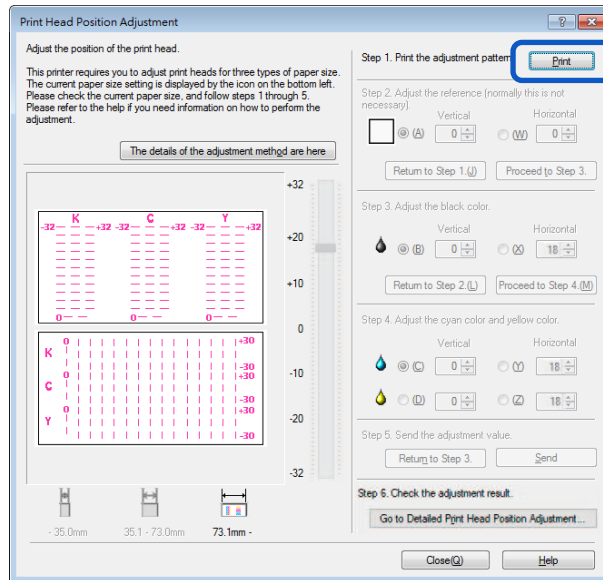 Print Head Position Adjustment
Adjust the position of the print head.
This printer requires you to adjust print heads for three types of paper size.
The current paper size setting is displayed by the icon on the bottom left.
Please check the current paper size, and follow steps 1 through 5.
Please refer to the help if you need information on how to perform the
adjustment.
The details of the adjustment method are here
K C Y
-32 +32 -32 +32 -32 +32
0 0 0
K 0 +30
-30
C 0 +30
-30
Y 0 +30
-30
+32
+20
+10
0
-10
-20
-32
- 35.0mm 35.1 - 73.0mm 73.1mm -
Step 1. Print the adjustment pattern
Print
Step 2. Adjust the reference (normally this is not
necessary).
Vertical Horizontal
(A) 0 (W) 0
Return to Step 1.(J) Proceed to Step 3.
Step 3. Adjust the black color.
Vertical Horizontal
(B) 0 (X) 18
Return to Step 2.(L) Proceed to Step 4.(M)
Step 4. Adjust the cyan color and yellow color.
Vertical Horizontal
(C) 0 (Y) 18
(D) 0 (Z) 18
Step 5. Send the adjustment value.
Return to Step 3. Send
Step 6. Check the adjustment result.
Go to Detailed Print Head Position Adjustment...
Close(Q) Help